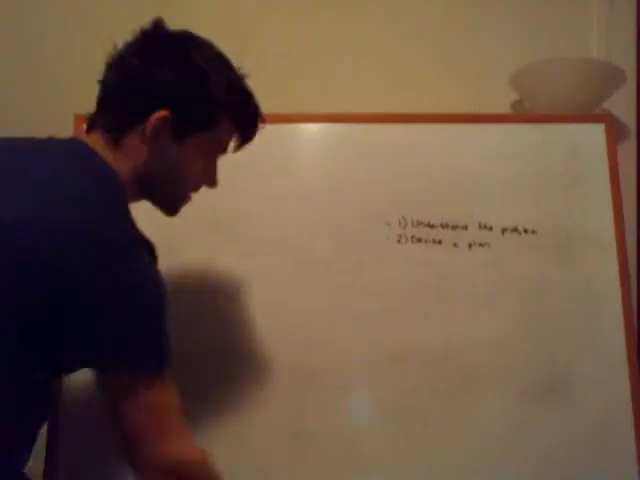 - 1) Understand the problem
- 2) Devise a plan